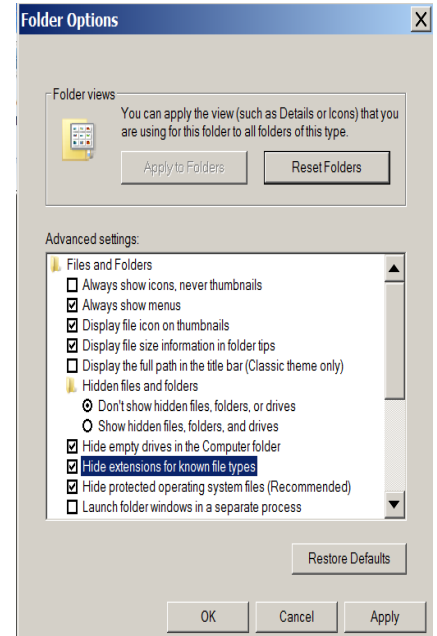 Folder Options
Folder views
You can apply the view (such as Details or Icons) that you
are using for this folder to all folders of this type.
Apply to Folders
Reset Folders
Advanced settings:
Files and Folders
Always show icons, never thumbnails
Always show menus
Display file icon on thumbnails
Display file size information in folder tips
Display the full path in the title bar (Classic theme only)
Hidden files and folders
Don't show hidden files, folders, or drives
Show hidden files, folders, and drives
Hide empty drives in the Computer folder
Hide extensions for known file types
Hide protected operating system files (Recommended)
Launch folder windows in a separate process
Restore Defaults
OK
Cancel
Apply